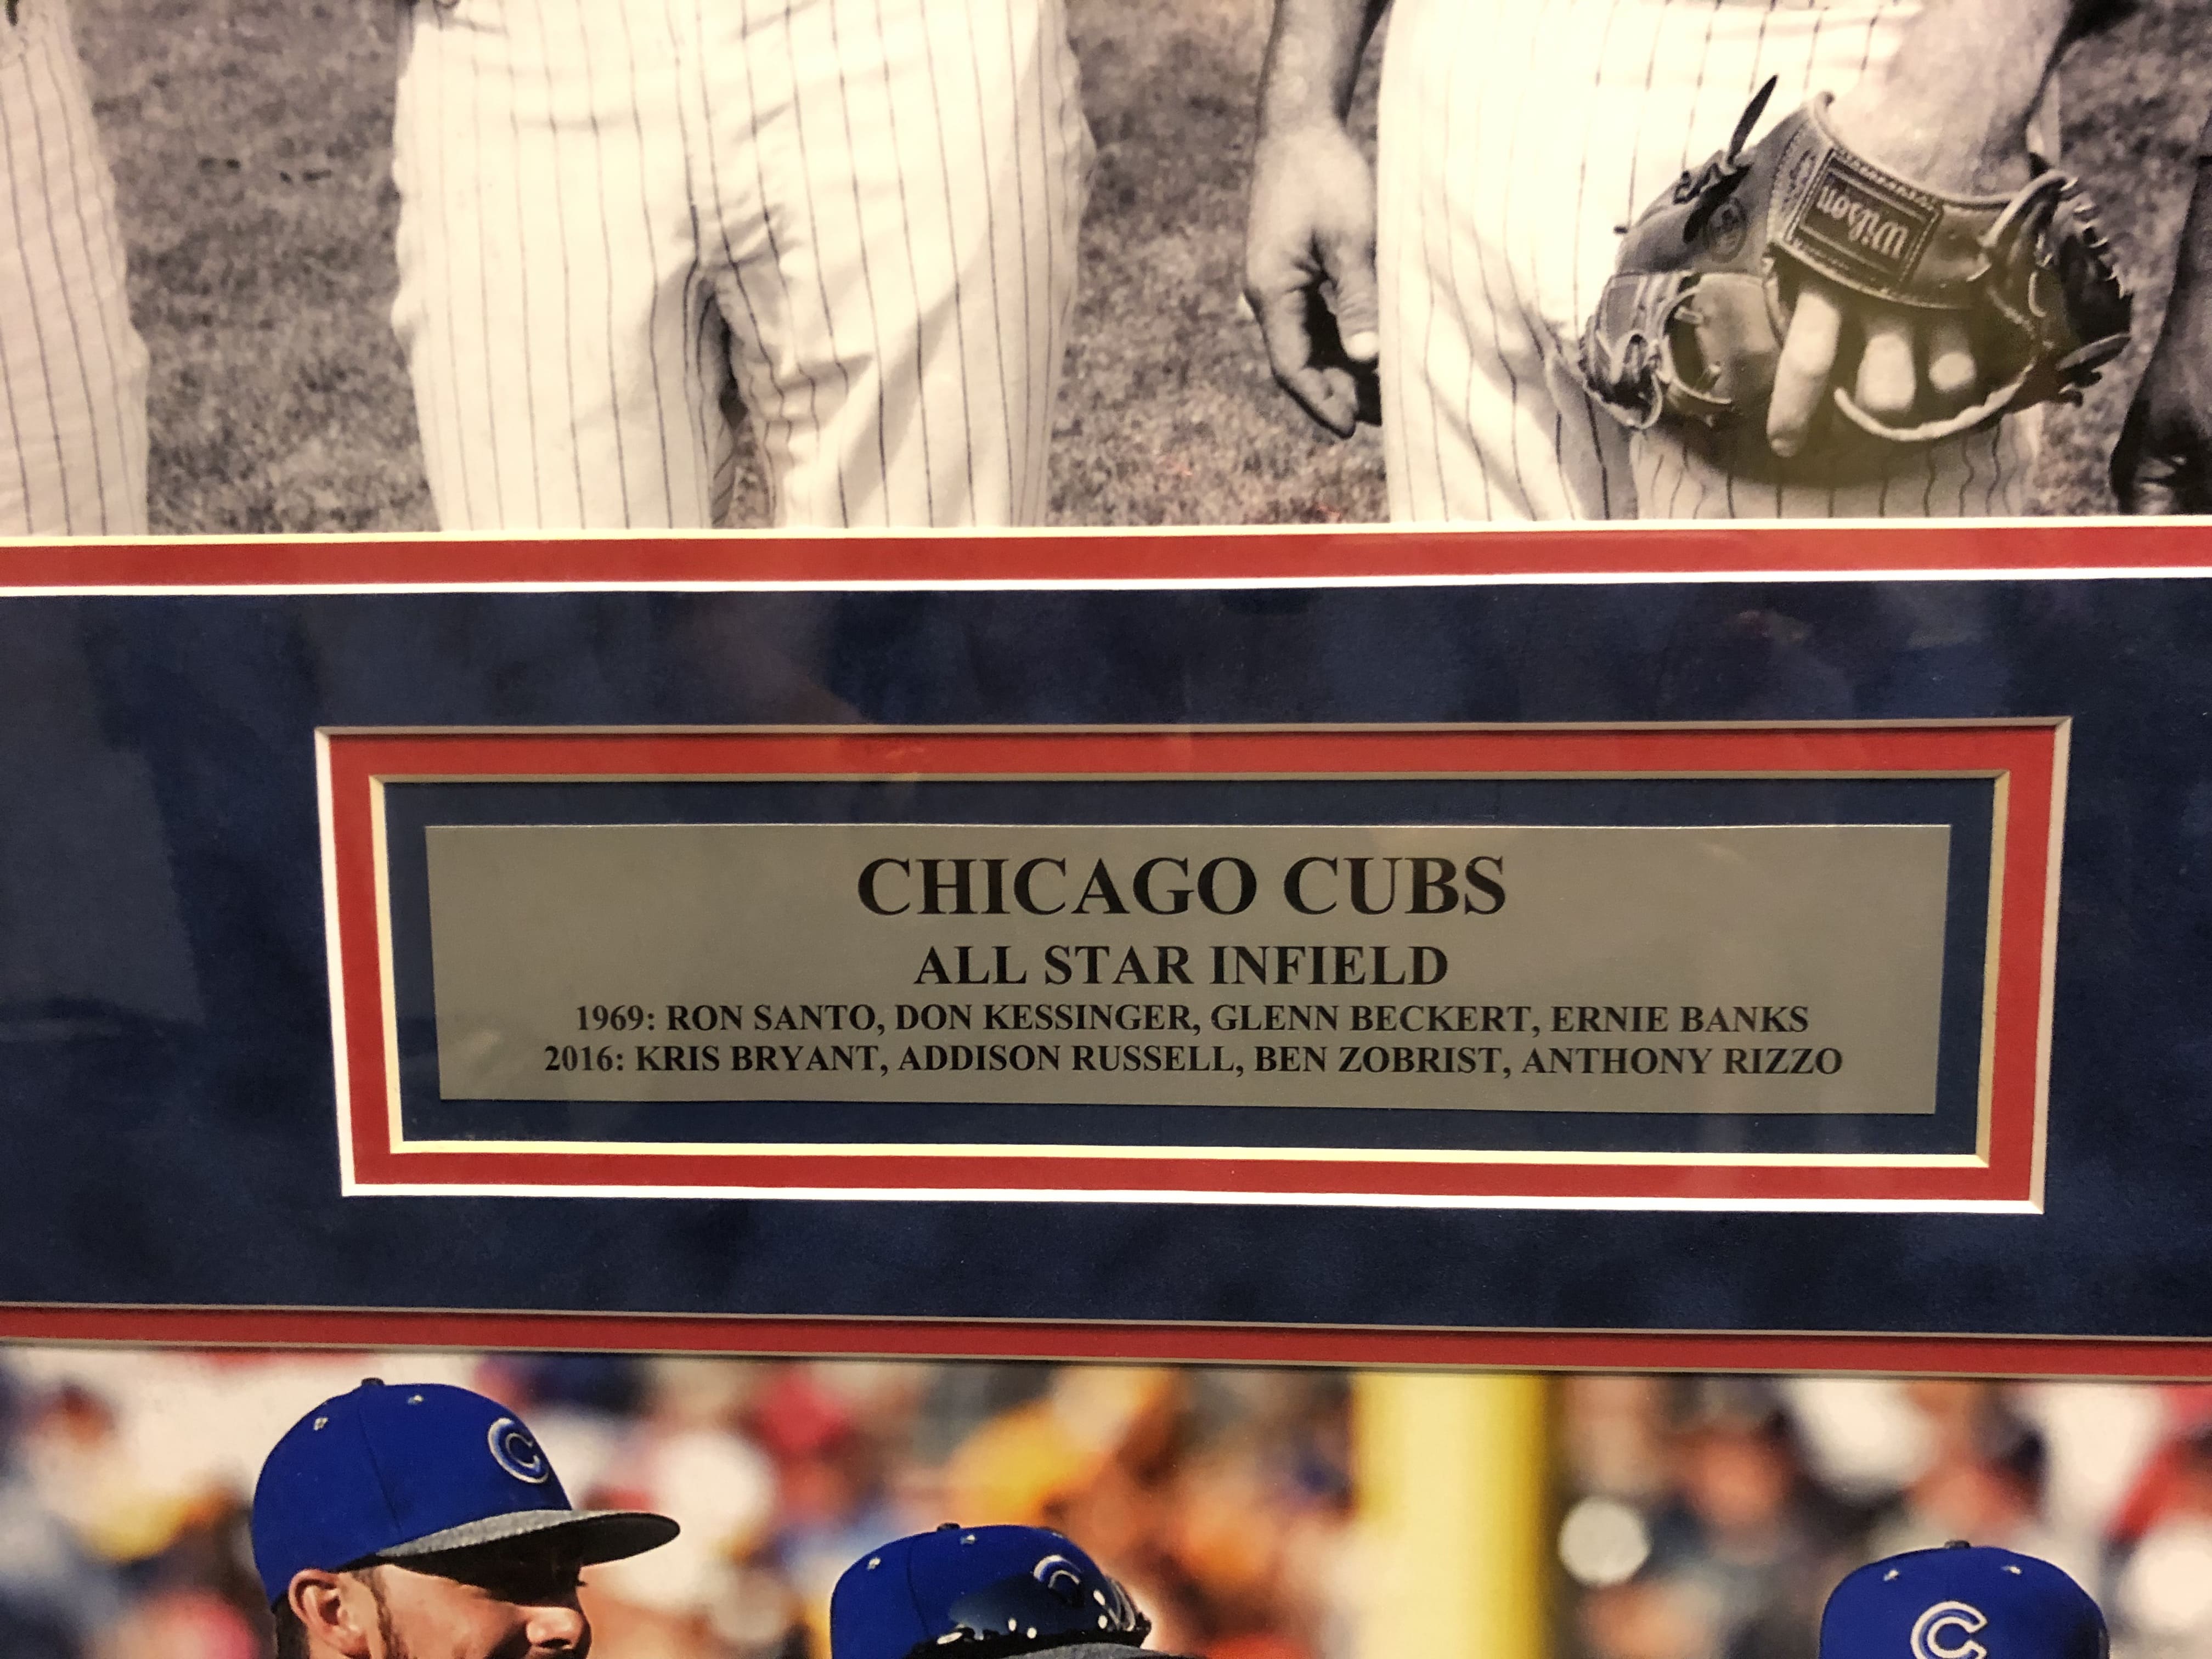 Wilson
CHICAGO CUBS
ALL STAR INFIELD
1969: RON SANTO, DON KESSINGER, GLENN BECKERT, ERNIE BANKS
2016: KRIS BRYANT, ADDISON RUSSELL, BEN ZOBRIST, ANTHONY RIZZO
C
C
C